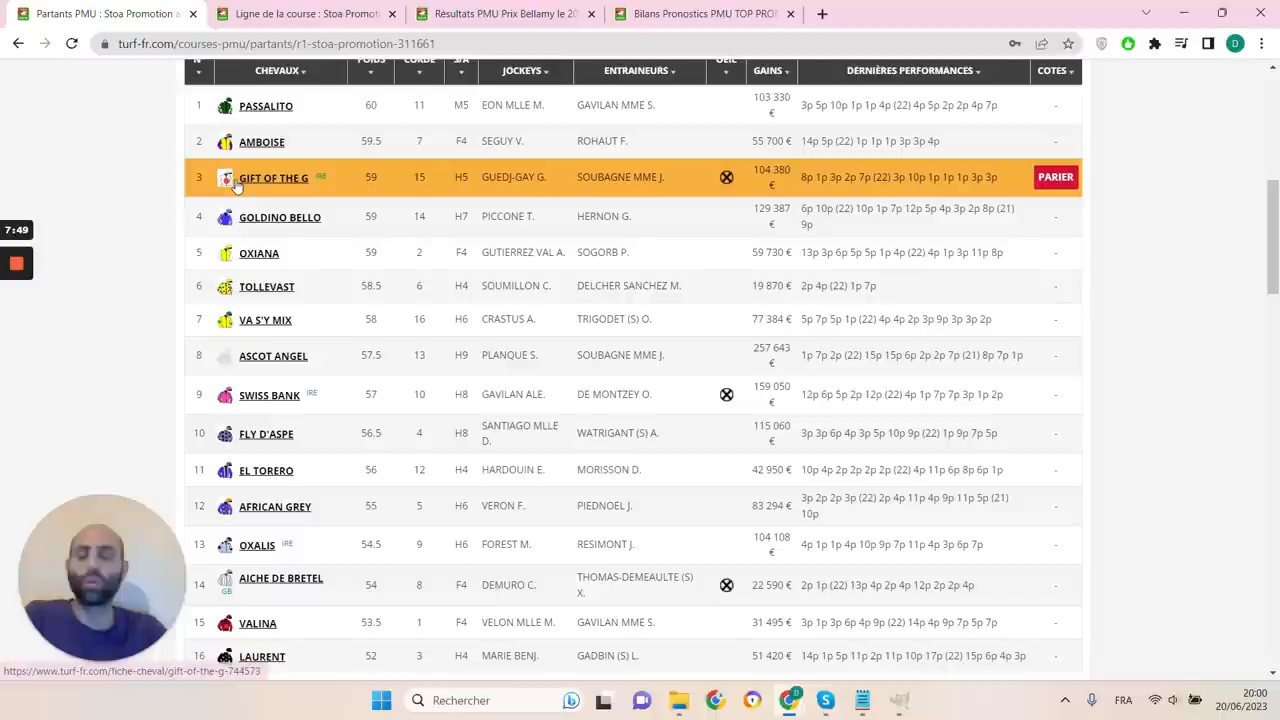 Partants PMU : Stoa Promotion a
Ligne de la course : Stoa Promot
Résultats PMU Prix Bellamy le 20
Bilans Pronostics PMU TOP PRO
turf-fr.com/courses-pmu/partants/r1-stoa-promotion-311661
N° CHEVAUX POIDS CORDE S/A JOCKEYS ENTRAINEURS OEIL GAINS DERNIÈRES PERFORMANCES COTES
1 PASSALITO 60 11 M5 EON MLLE M. GAVILAN MME S. 103 330 € 3p 5p 10p 1p 1p 4p (22) 4p 5p 2p 2p 4p 7p -
2 AMBOISE 59.5 7 F4 SEGUY V. ROHAUT F. 55 700 € 14p 5p (22) 1p 1p 1p 3p 3p 4p -
3 GIFT OF THE G IRE 59 15 H5 GUEDJ-GAY G. SOUBAGNE MME J. 104 380 € 8p 1p 3p 2p 7p (22) 3p 10p 1p 1p 1p 3p 3p PARIER
4 GOLDINO BELLO 59 14 H7 PICCONE T. HERNON G. 129 387 € 6p 10p (22) 10p 1p 7p 12p 5p 4p 3p 2p 8p (21) 9p -
5 OXIANA 59 2 F4 GUTIERREZ VAL A. SOGORB P. 59 730 € 13p 3p 6p 5p 5p 1p 4p (22) 4p 1p 3p 11p 8p -
6 TOLLEVAST 58.5 6 H4 SOUMILLON C. DELCHER SANCHEZ M. 19 870 € 2p 4p (22) 1p 7p -
7 VA S'Y MIX 58 16 H6 CRASTUS A. TRIGODET (S) O. 77 384 € 5p 7p 5p 1p (22) 4p 4p 2p 3p 9p 3p 3p 2p -
8 ASCOT ANGEL 57.5 13 H9 PLANQUE S. SOUBAGNE MME J. 257 643 € 1p 7p 2p (22) 15p 15p 6p 2p 2p 7p (21) 8p 7p 1p -
9 SWISS BANK IRE 57 10 H8 GAVILAN ALE. DE MONTZEY O. 159 050 € 12p 6p 5p 2p 12p (22) 4p 1p 7p 7p 3p 1p 2p -
10 FLY D'ASPE 56.5 4 H8 SANTIAGO MLLE D. WATRIGANT (S) A. 115 060 € 3p 3p 6p 4p 3p 5p 10p 9p (22) 1p 9p 7p 5p -
11 EL TORERO 56 12 H4 HARDOUIN E. MORISSON D. 42 950 € 10p 4p 2p 2p 2p 2p (22) 4p 11p 6p 8p 6p 1p -
12 AFRICAN GREY 55 5 H6 VERON F. PIEDNOËL J. 83 294 € 3p 2p 2p 3p (22) 2p 4p 11p 4p 9p 11p 5p (21) 10p -
13 OXALIS IRE 54.5 9 H6 FOREST M. RESIMONT J. 104 108 € 4p 1p 1p 4p 10p 9p 7p 11p 4p 3p 6p 7p -
14 AICHE DE BRETEL GB 54 8 F4 DEMURO C. THOMAS-DEMEAULTE (S) X. 22 590 € 2p 1p (22) 13p 4p 2p 4p 12p 2p 2p 4p -
15 VALINA 53.5 1 F4 VELON MLLE M. GAVILAN MME S. 31 495 € 3p 1p 3p 6p 4p 9p (22) 14p 4p 9p 7p 5p 7p -
16 LAURENT 52 3 H4 MARIE BENJ. GADBIN (S) L. 51 420 € 14p 1p 5p 11p 2p 11p 10p 17p (22) 15p 6p 4p 3p -
7:49
https://www.turf-fr.com/fiche-cheval/gift-of-the-g-744573
Rechercher
FRA
20:00
20/06/2023